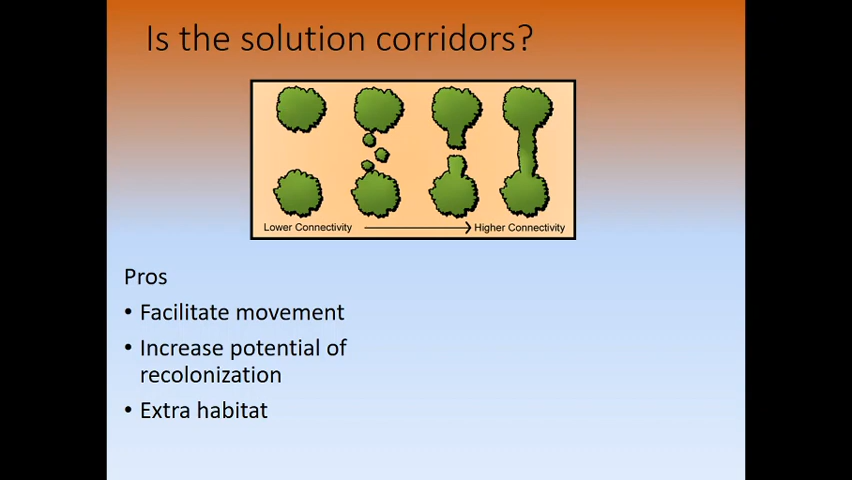 Is the solution corridors?
Lower Connectivity
Higher Connectivity
Pros
• Facilitate movement
• Increase potential of
recolonization
• Extra habitat